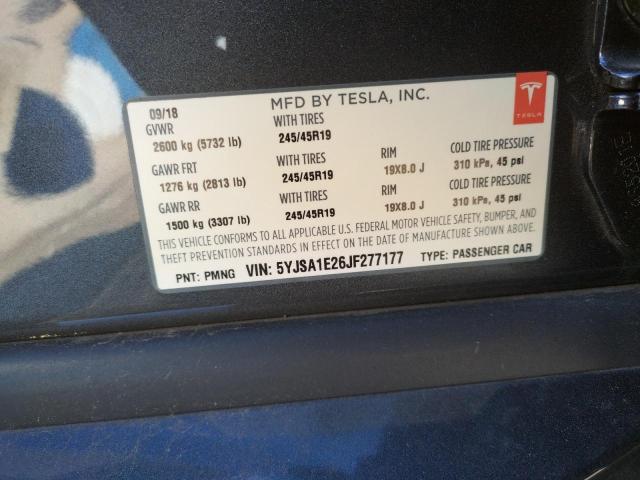 09/18 MFD BY TESLA, INC.
TESLA
GVWR WITH TIRES
2600 kg (5732 lb) 245/45R19
GAWR FRT WITH TIRES RIM COLD TIRE PRESSURE
1276 kg (2813 lb) 245/45R19 19X8.0 J 310 kPa, 45 psi
GAWR RR WITH TIRES RIM COLD TIRE PRESSURE
1500 kg (3307 lb) 245/45R19 19X8.0 J 310 kPa, 45 psi
THIS VEHICLE CONFORMS TO ALL APPLICABLE U.S. FEDERAL MOTOR VEHICLE SAFETY, BUMPER, AND
THEFT PREVENTION STANDARDS IN EFFECT ON THE DATE OF MANUFACTURE SHOWN ABOVE.
PNT: PMNG VIN: 5YJSA1E26JF277177 TYPE: PASSENGER CAR